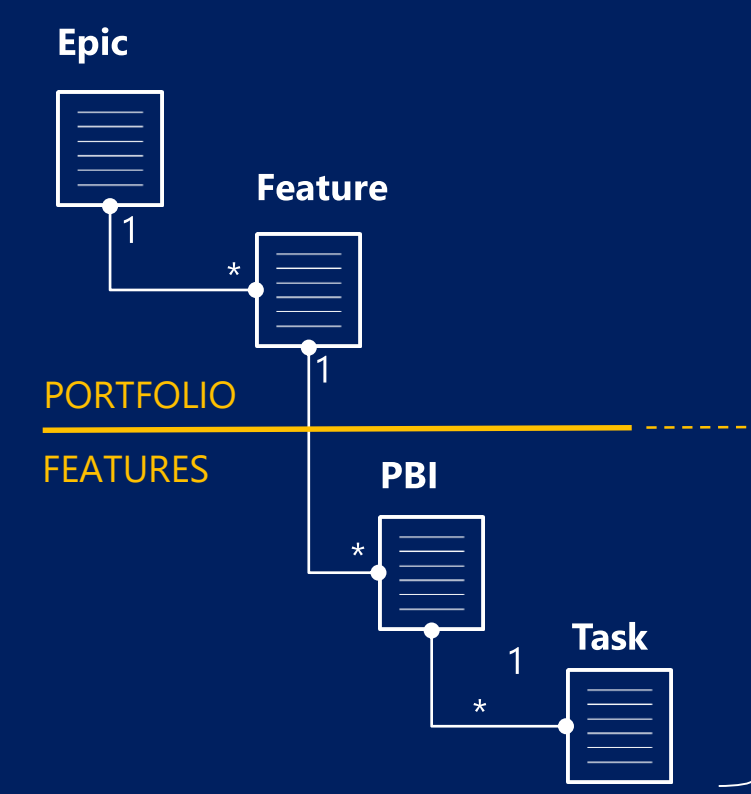 Epic
Feature
1
*
1
PORTFOLIO
FEATURES
PBI
*
Task
1
*